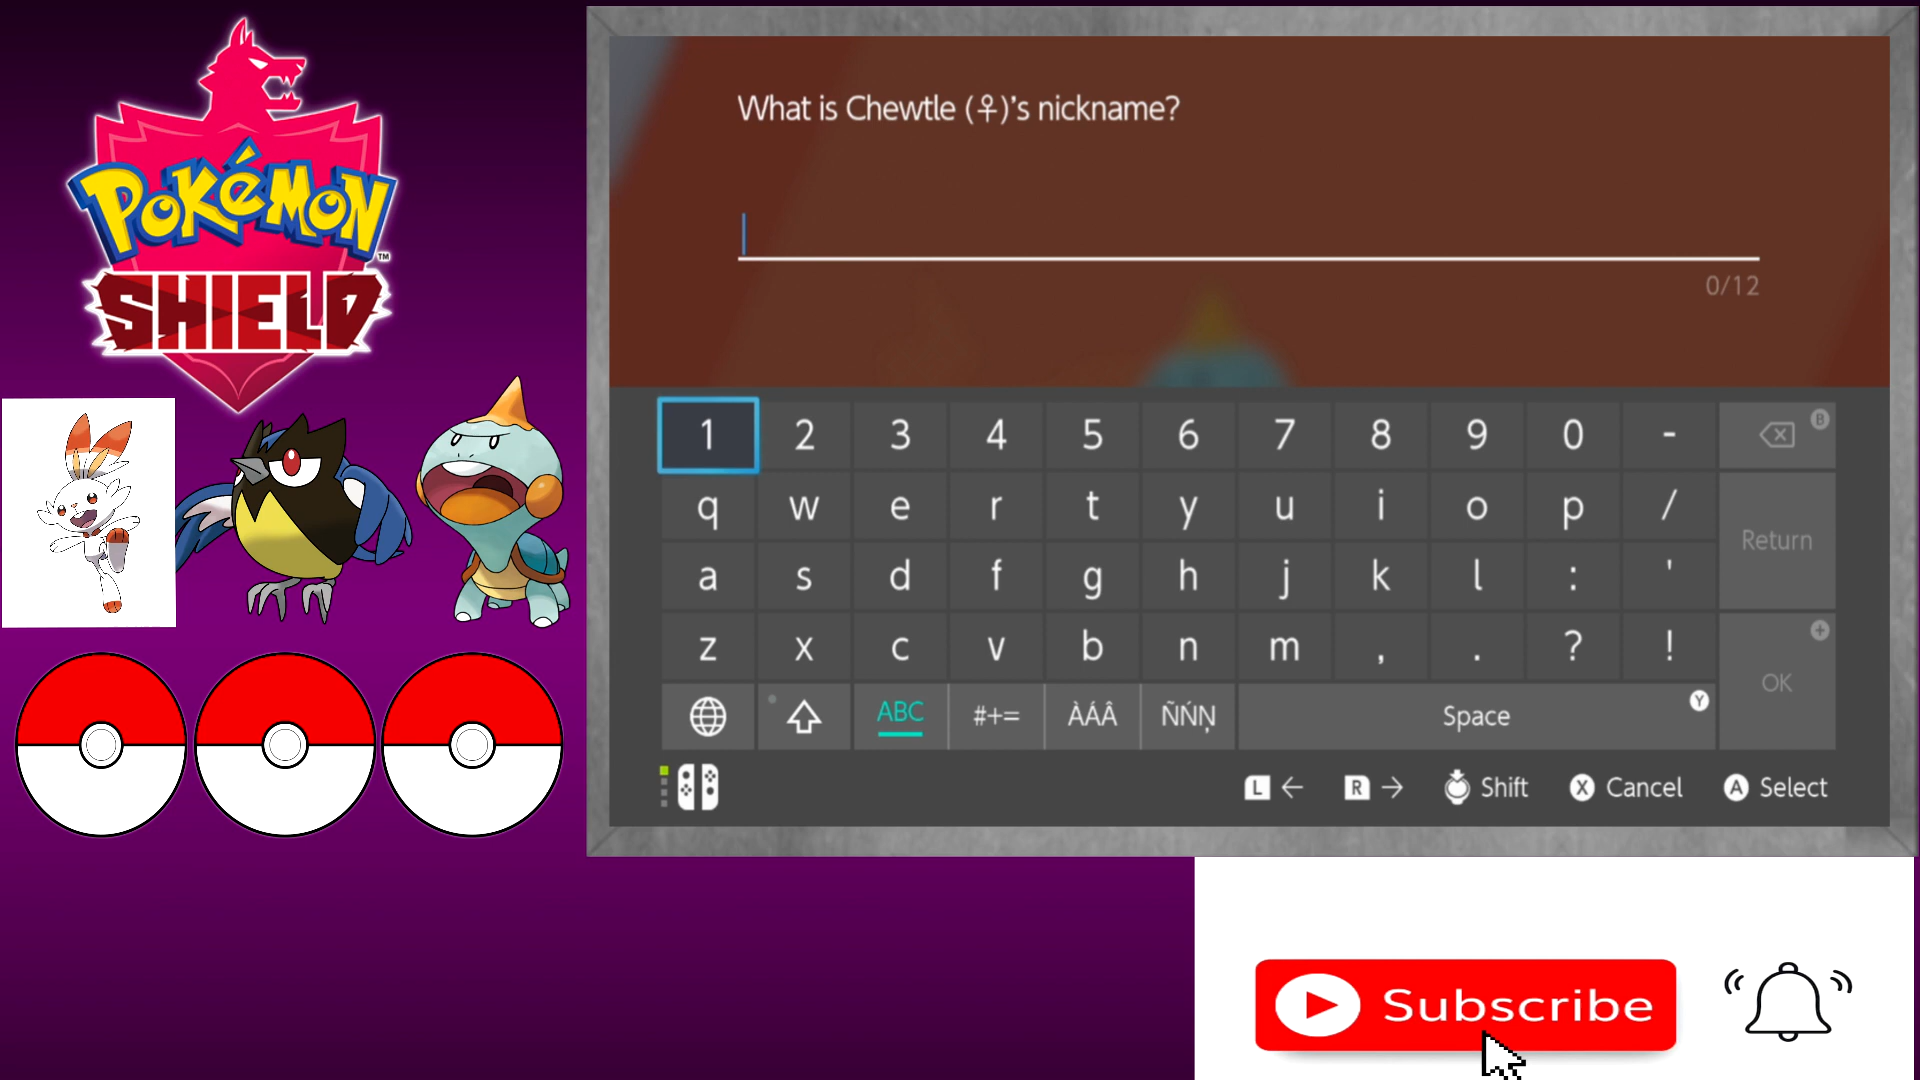 POKéMON
TM
SHIELD
What is Chewtle (♀)'s nickname?
0/12
1 2 3 4 5 6 7 8 9 0 - B
q w e r t y u i o p /
Return
a s d f g h j k l : '
z x c v b n m , . ? !
OK
ABC #+= ÀÁÂ ÑŃŅ Space Y
L ← R → Shift X Cancel A Select
Subscribe